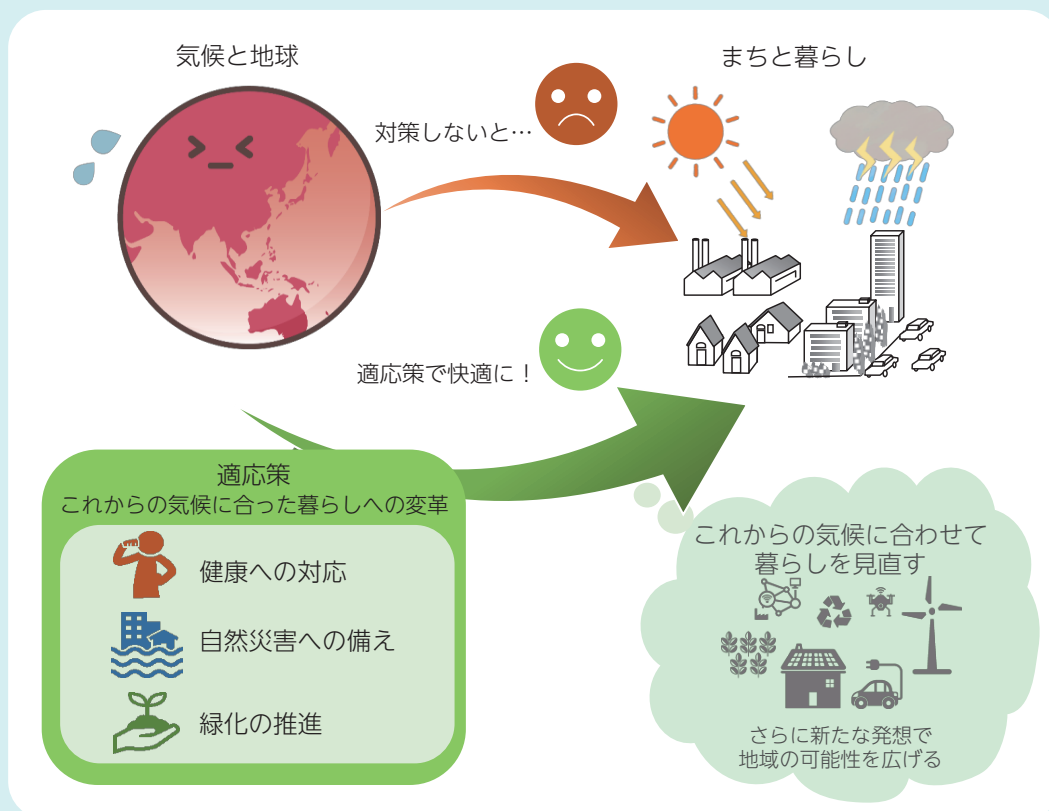 気候と地球
まちと暮らし
対策しないと…
適応策で快適に！
適応策
これからの気候に合った暮らしへの変革
健康への対応
自然災害への備え
緑化の推進
これからの気候に合わせて
暮らしを見直す
さらに新たな発想で
地域の可能性を広げる